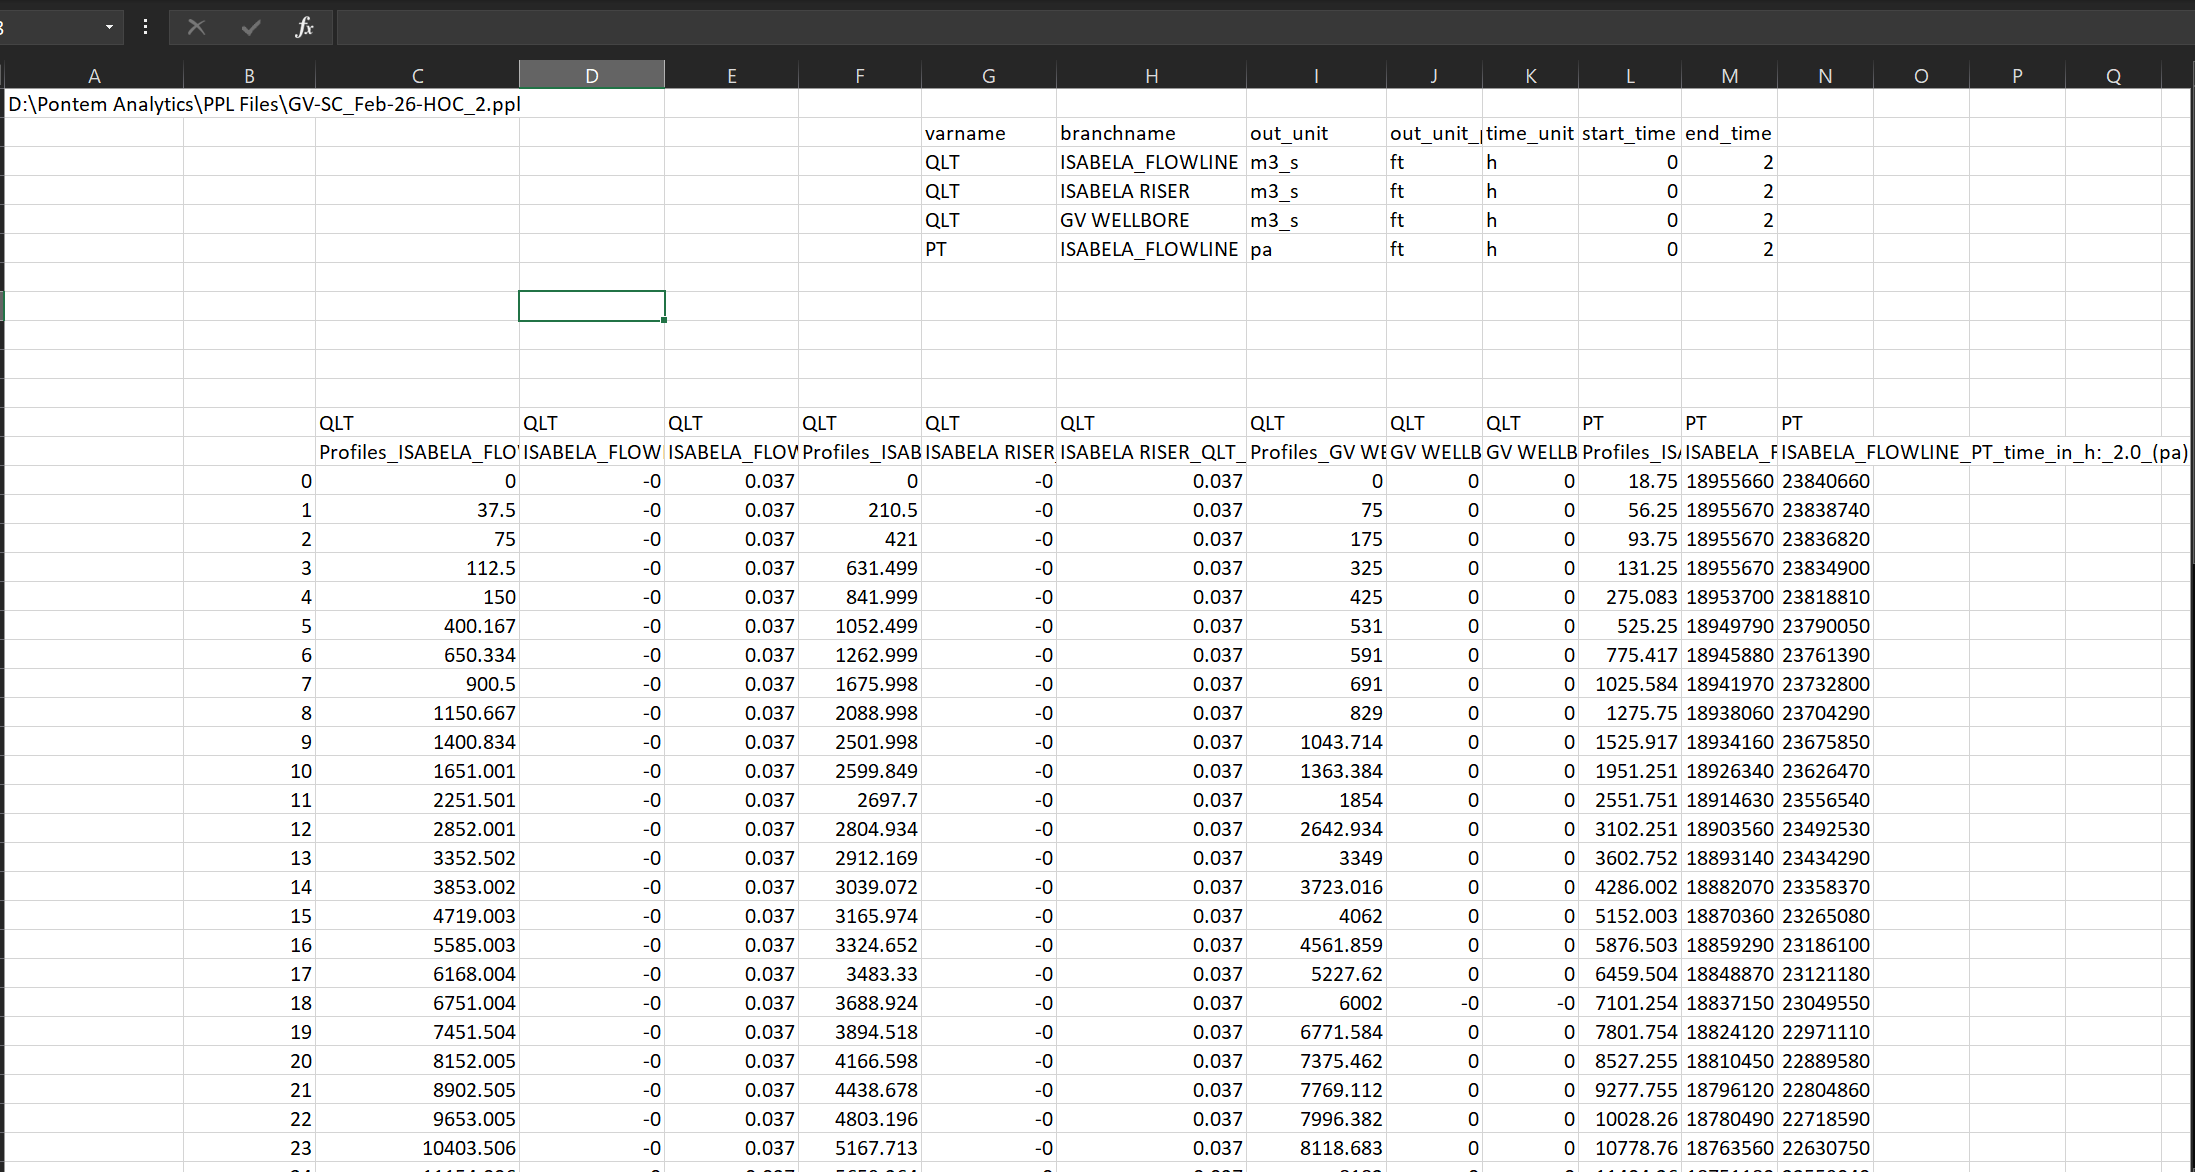 fx
A B C D E F G H I J K L M N O P Q
D:\Pontem Analytics\PPL Files\GV-SC_Feb-26-HOC_2.ppl
varname branchname out_unit out_unit_ time_unit start_time end_time
QLT ISABELA_FLOWLINE m3_s ft h 0 2
QLT ISABELA RISER m3_s ft h 0 2
QLT GV WELLBORE m3_s ft h 0 2
PT ISABELA_FLOWLINE pa ft h 0 2
QLT QLT QLT QLT QLT QLT QLT QLT QLT PT PT PT
Profiles_ISABELA_FLO ISABELA_FLOW ISABELA_FLOW Profiles_ISAB ISABELA RISER_ ISABELA RISER_QLT_ Profiles_GV WE GV WELLB GV WELLB Profiles_ISA ISABELA_F ISABELA_FLOWLINE_PT_time_in_h:_2.0_(pa)
0 0 -0 0.037 0 -0 0.037 0 0 0 18.75 18955660 23840660
1 37.5 -0 0.037 210.5 -0 0.037 75 0 0 56.25 18955670 23838740
2 75 -0 0.037 421 -0 0.037 175 0 0 93.75 18955670 23836820
3 112.5 -0 0.037 631.499 -0 0.037 325 0 0 131.25 18955670 23834900
4 150 -0 0.037 841.999 -0 0.037 425 0 0 275.083 18953700 23818810
5 400.167 -0 0.037 1052.499 -0 0.037 531 0 0 525.25 18949790 23790050
6 650.334 -0 0.037 1262.999 -0 0.037 591 0 0 775.417 18945880 23761390
7 900.5 -0 0.037 1675.998 -0 0.037 691 0 0 1025.584 18941970 23732800
8 1150.667 -0 0.037 2088.998 -0 0.037 829 0 0 1275.75 18938060 23704290
9 1400.834 -0 0.037 2501.998 -0 0.037 1043.714 0 0 1525.917 18934160 23675850
10 1651.001 -0 0.037 2599.849 -0 0.037 1363.384 0 0 1951.251 18926340 23626470
11 2251.501 -0 0.037 2697.7 -0 0.037 1854 0 0 2551.751 18914630 23556540
12 2852.001 -0 0.037 2804.934 -0 0.037 2642.934 0 0 3102.251 18903560 23492530
13 3352.502 -0 0.037 2912.169 -0 0.037 3349 0 0 3602.752 18893140 23434290
14 3853.002 -0 0.037 3039.072 -0 0.037 3723.016 0 0 4286.002 18882070 23358370
15 4719.003 -0 0.037 3165.974 -0 0.037 4062 0 0 5152.003 18870360 23265080
16 5585.003 -0 0.037 3324.652 -0 0.037 4561.859 0 0 5876.503 18859290 23186100
17 6168.004 -0 0.037 3483.33 -0 0.037 5227.62 0 0 6459.504 18848870 23121180
18 6751.004 -0 0.037 3688.924 -0 0.037 6002 -0 -0 7101.254 18837150 23049550
19 7451.504 -0 0.037 3894.518 -0 0.037 6771.584 0 0 7801.754 18824120 22971110
20 8152.005 -0 0.037 4166.598 -0 0.037 7375.462 0 0 8527.255 18810450 22889580
21 8902.505 -0 0.037 4438.678 -0 0.037 7769.112 0 0 9277.755 18796120 22804860
22 9653.005 -0 0.037 4803.196 -0 0.037 7996.382 0 0 10028.26 18780490 22718590
23 10403.506 -0 0.037 5167.713 -0 0.037 8118.683 0 0 10778.76 18763560 22630750